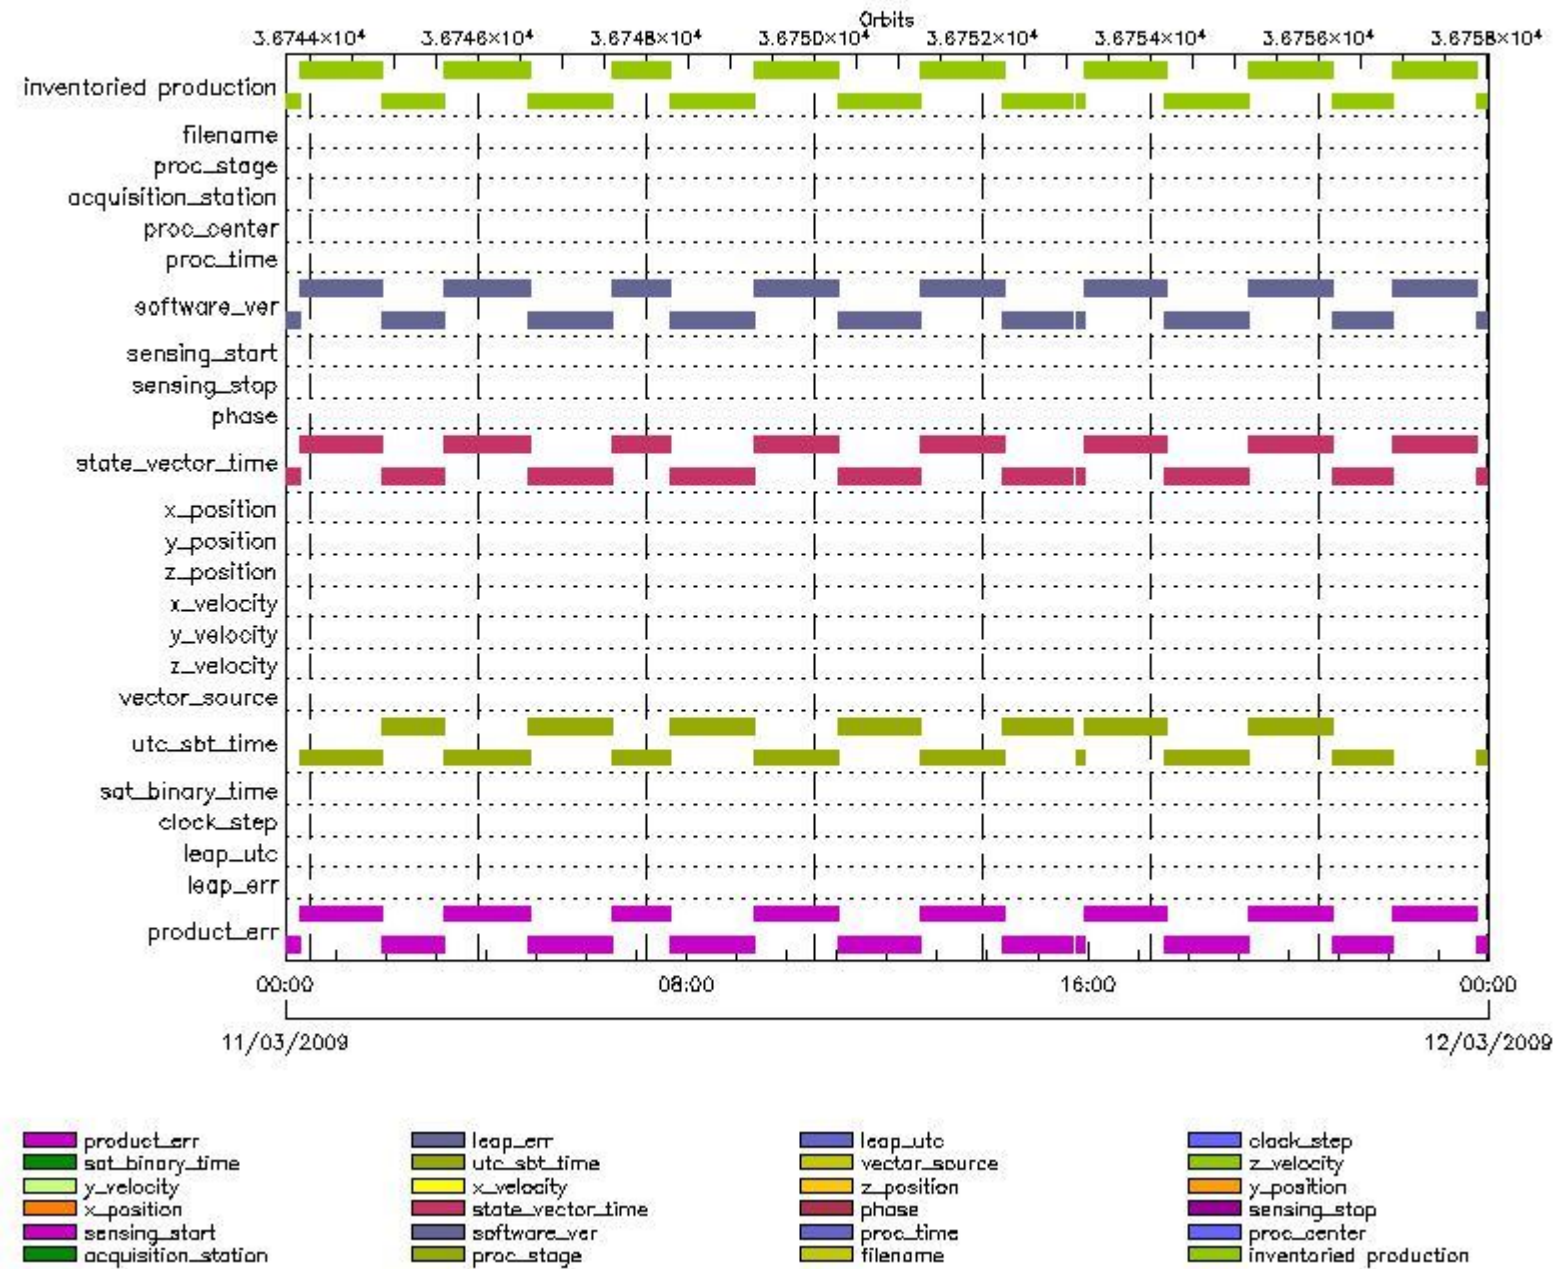 Orbits
3.6744×10⁴ 3.6746×10⁴ 3.6748×10⁴ 3.6750×10⁴ 3.6752×10⁴ 3.6754×10⁴ 3.6756×10⁴ 3.6758×10⁴
inventoried production
filename
proc_stage
acquisition_station
proc_center
proc_time
software_ver
sensing_start
sensing_stop
phase
state_vector_time
x_position
y_position
z_position
x_velocity
y_velocity
z_velocity
vector_source
utc_sbt_time
sat_binary_time
clock_step
leap_utc
leap_err
product_err
00:00 08:00 16:00 00:00
11/03/2009 12/03/2009
product_err leap_err leap_utc clock_step
sat_binary_time utc_sbt_time vector_source z_velocity
y_velocity x_velocity z_position y_position
x_position state_vector_time phase sensing_stop
sensing_start software_ver proc_time proc_center
acquisition_station proc_stage filename inventoried production